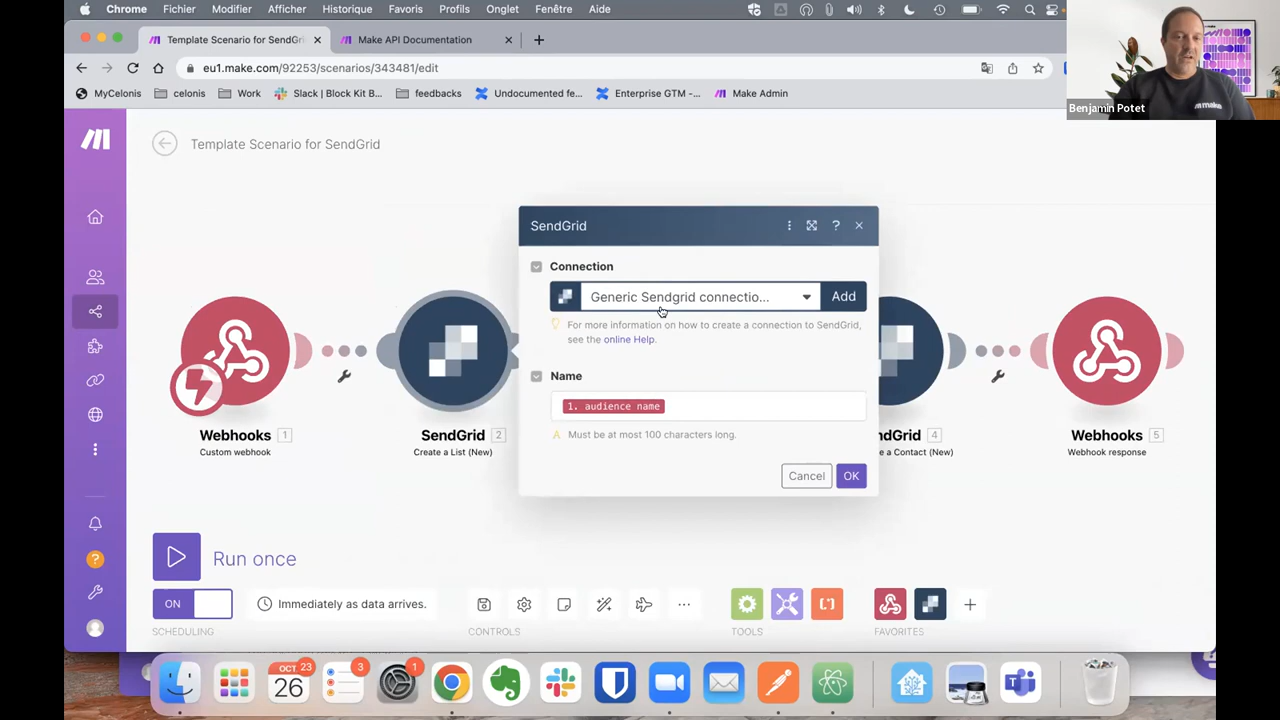 Chrome Fichier Modifier Afficher Historique Favoris Profils Onglet Fenêtre Aide
Template Scenario for SendGri
Make API Documentation
eu1.make.com/92253/scenarios/343481/edit
MyCelonis celonis Work Slack | Block Kit B... feedbacks Undocumented fe... Enterprise GTM -... Make Admin
make
Benjamin Potet
Template Scenario for SendGrid
SendGrid
Connection
Generic Sendgrid connectio...
Add
For more information on how to create a connection to SendGrid,
see the online Help.
Name
1. audience name
Must be at most 100 characters long.
Cancel OK
Webhooks 1
Custom webhook
SendGrid 2
Create a List (New)
ndGrid 4
e a Contact (New)
Webhooks 5
Webhook response
Run once
ON
Immediately as data arrives.
SCHEDULING
CONTROLS
TOOLS
FAVORITES
OCT. 23
26
3
1